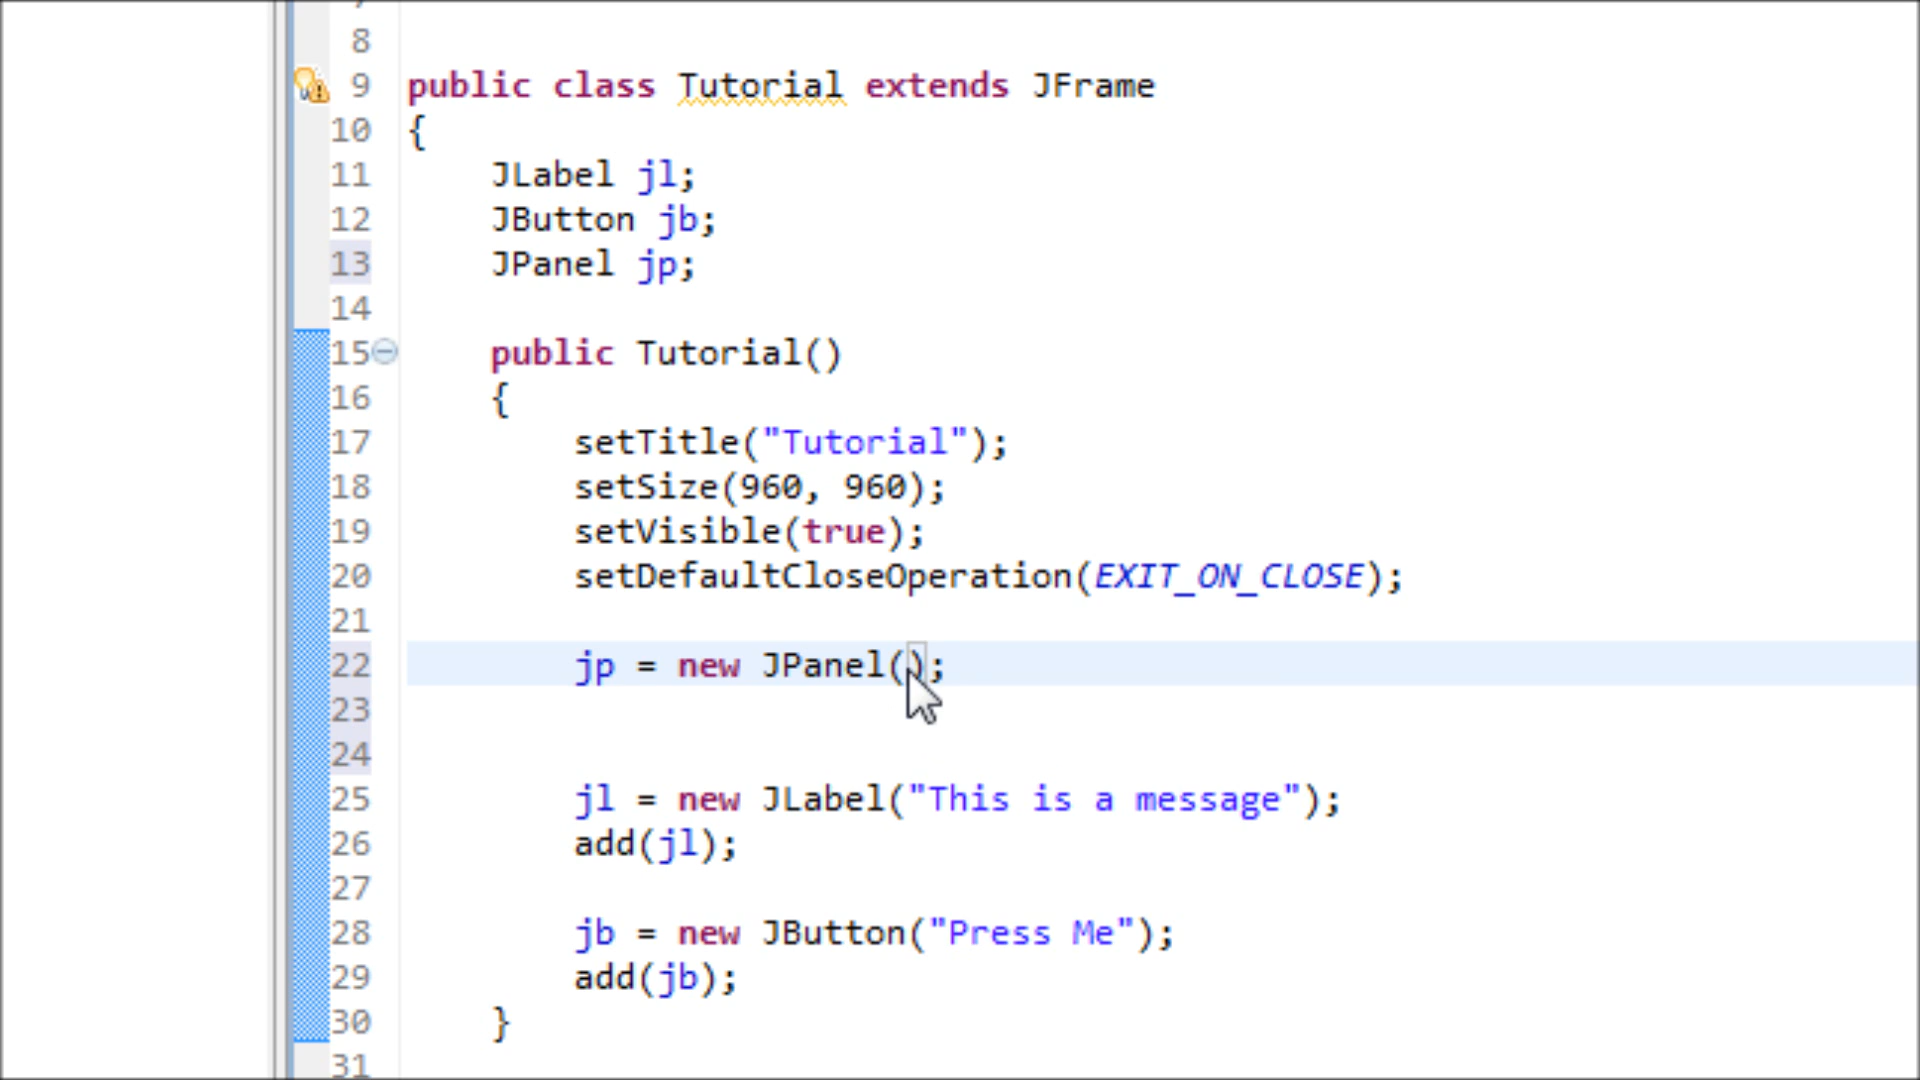 8
9 public class Tutorial extends JFrame
10 {
11 JLabel jl;
12 JButton jb;
13 JPanel jp;
14
15 public Tutorial()
16 {
17 setTitle("Tutorial");
18 setSize(960, 960);
19 setVisible(true);
20 setDefaultCloseOperation(EXIT_ON_CLOSE);
21
22 jp = new JPanel();
23
24
25 jl = new JLabel("This is a message");
26 add(jl);
27
28 jb = new JButton("Press Me");
29 add(jb);
30 }
31